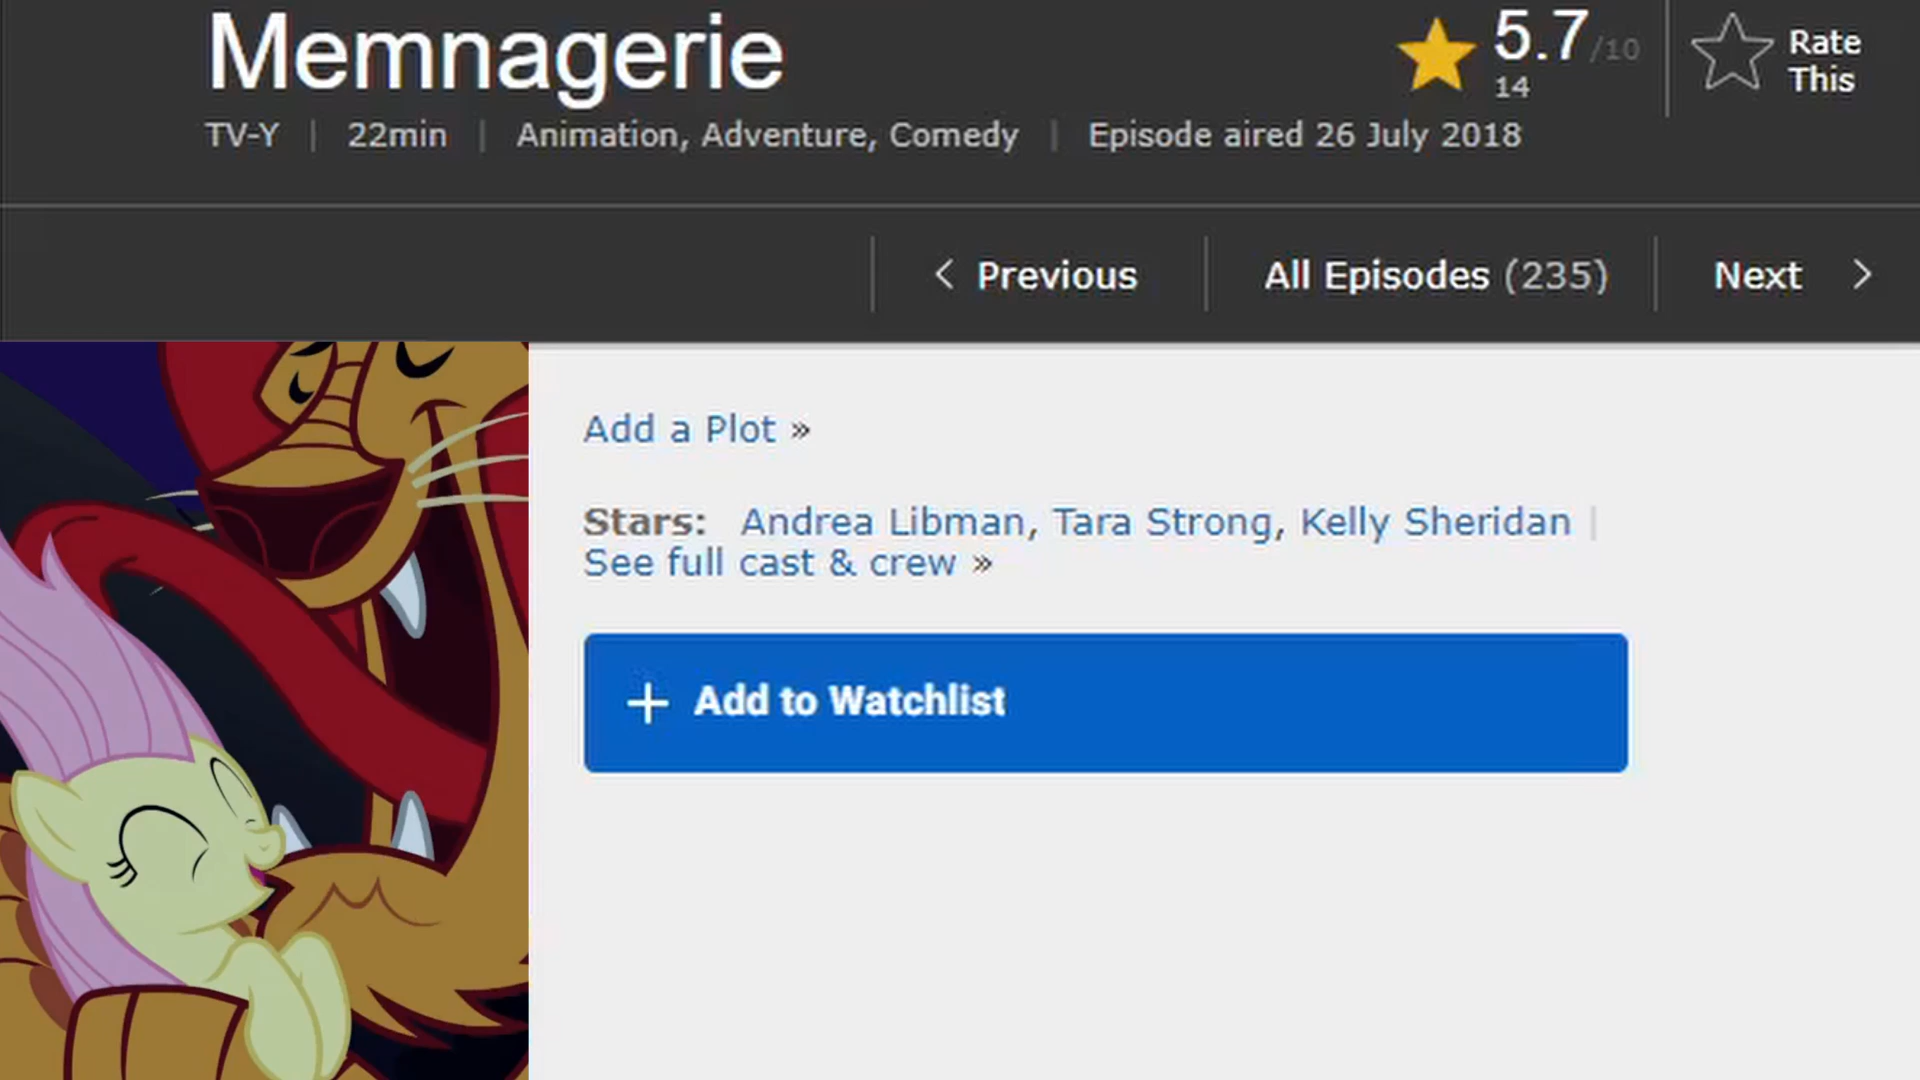 Memnagerie
5.7/10
14
Rate
This
TV-Y | 22min | Animation, Adventure, Comedy | Episode aired 26 July 2018
Previous
All Episodes (235)
Next
Add a Plot »
Stars: Andrea Libman, Tara Strong, Kelly Sheridan |
See full cast & crew »
+ Add to Watchlist